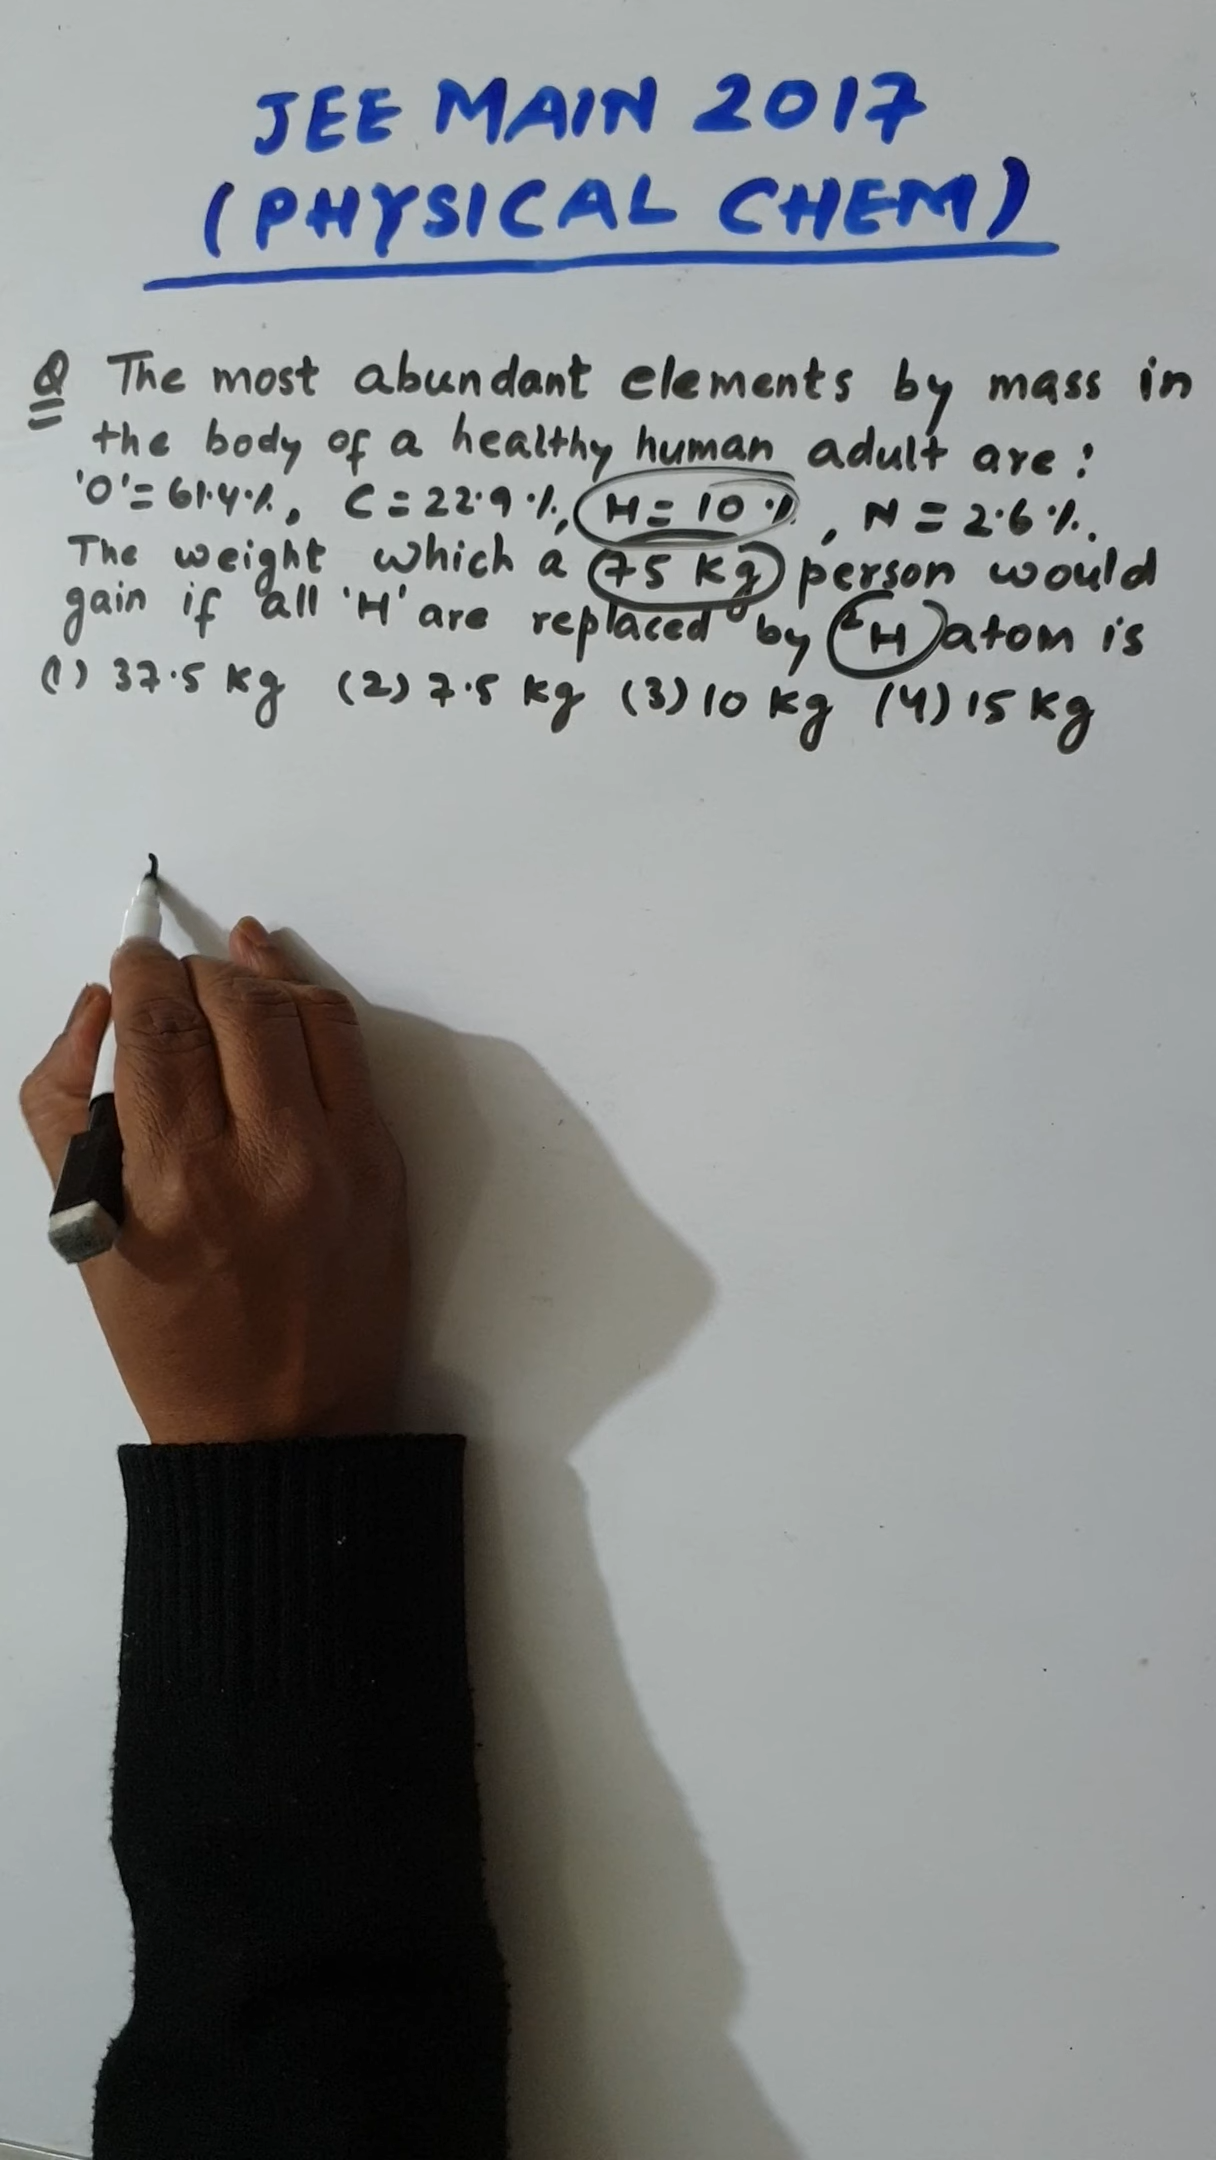 JEE MAIN 2017
(PHYSICAL CHEM)
Q The most abundant elements by mass in
the body of a healthy human adult are:
'O'=61.4%, C=22.9%, H=10%, N=2.6%.
The weight which a 75 Kg person would
gain if all 'H' are replaced by ²H atom is
(1) 37.5 Kg (2) 7.5 Kg (3) 10 Kg (4) 15 Kg